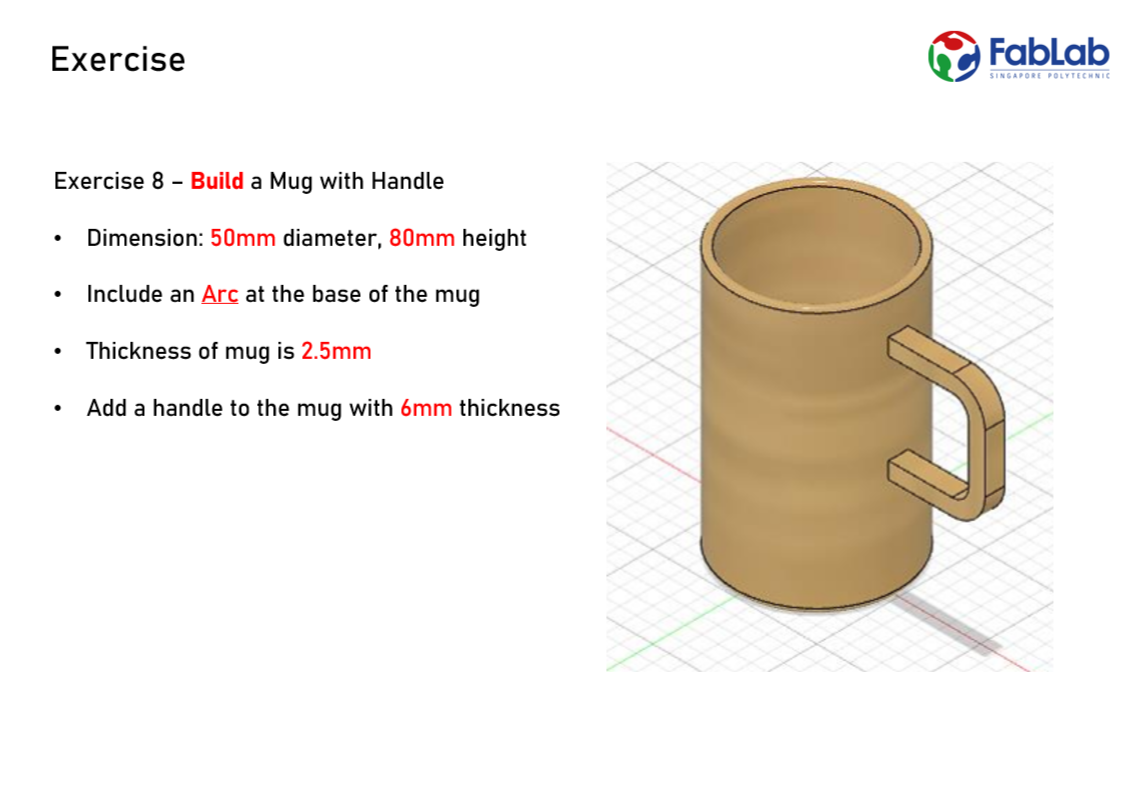 Exercise
FabLab
SINGAPORE POLYTECHNIC
Exercise 8 – Build a Mug with Handle
• Dimension: 50mm diameter, 80mm height
• Include an Arc at the base of the mug
• Thickness of mug is 2.5mm
• Add a handle to the mug with 6mm thickness